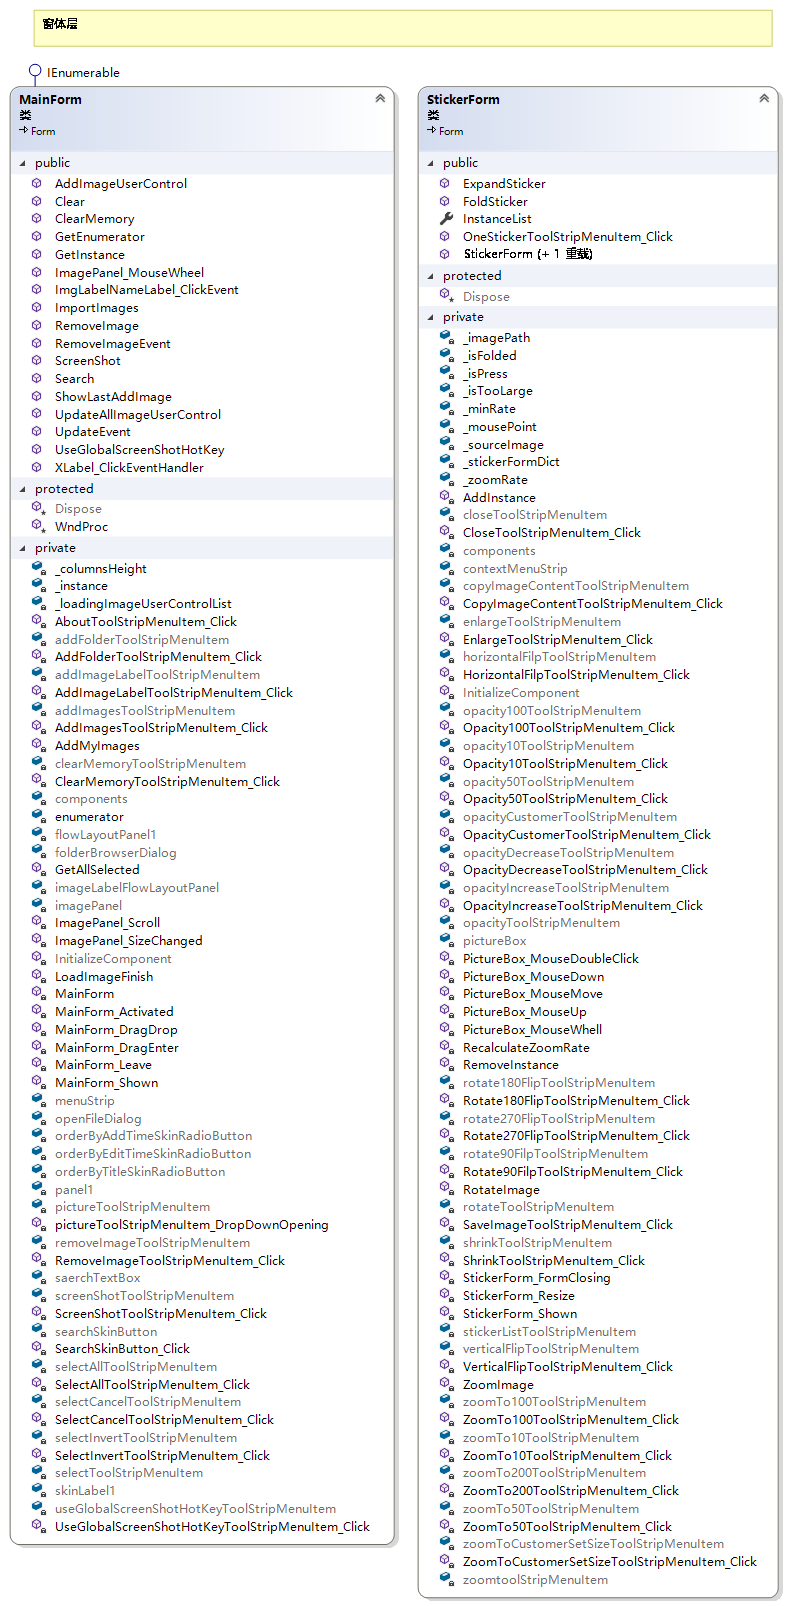 窗体层
IEnumerable
MainForm
类
Form
public
AddImageUserControl
Clear
ClearMemory
GetEnumerator
GetInstance
ImagePanel_MouseWheel
ImgLabelNameLabel_ClickEvent
ImportImages
RemoveImage
RemoveImageEvent
ScreenShot
Search
ShowLastAddImage
UpdateAllImageUserControl
UpdateEvent
UseGlobalScreenShotHotKey
XLabel_ClickEventHandler
protected
Dispose
WndProc
private
_columnsHeight
_instance
_loadingImageUserControlList
AboutToolStripMenuItem_Click
addFolderToolStripMenuItem
AddFolderToolStripMenuItem_Click
addImageLabelToolStripMenuItem
AddImageLabelToolStripMenuItem_Click
addImagesToolStripMenuItem
AddImagesToolStripMenuItem_Click
AddMyImages
clearMemoryToolStripMenuItem
ClearMemoryToolStripMenuItem_Click
components
enumerator
flowLayoutPanel1
folderBrowserDialog
GetAllSelected
imageLabelFlowLayoutPanel
imagePanel
ImagePanel_Scroll
ImagePanel_SizeChanged
InitializeComponent
LoadImageFinish
MainForm
MainForm_Activated
MainForm_DragDrop
MainForm_DragEnter
MainForm_Leave
MainForm_Shown
menuStrip
openFileDialog
orderByAddTimeSkinRadioButton
orderByEditTimeSkinRadioButton
orderByTitleSkinRadioButton
panel1
pictureToolStripMenuItem
pictureToolStripMenuItem_DropDownOpening
removeImageToolStripMenuItem
RemoveImageToolStripMenuItem_Click
saerchTextBox
screenShotToolStripMenuItem
ScreenShotToolStripMenuItem_Click
searchSkinButton
SearchSkinButton_Click
selectAllToolStripMenuItem
SelectAllToolStripMenuItem_Click
selectCancelToolStripMenuItem
SelectCancelToolStripMenuItem_Click
selectInvertToolStripMenuItem
SelectInvertToolStripMenuItem_Click
selectToolStripMenuItem
skinLabel1
useGlobalScreenShotHotKeyToolStripMenuItem
UseGlobalScreenShotHotKeyToolStripMenuItem_Click
StickerForm
类
Form
public
ExpandSticker
FoldSticker
InstanceList
OneStickerToolStripMenuItem_Click
StickerForm (+ 1 重载)
protected
Dispose
private
_imagePath
_isFolded
_isPress
_isTooLarge
_minRate
_mousePoint
_sourceImage
_stickerFormDict
_zoomRate
AddInstance
closeToolStripMenuItem
CloseToolStripMenuItem_Click
components
contextMenuStrip
copyImageContentToolStripMenuItem
CopyImageContentToolStripMenuItem_Click
enlargeToolStripMenuItem
EnlargeToolStripMenuItem_Click
horizontalFilpToolStripMenuItem
HorizontalFilpToolStripMenuItem_Click
InitializeComponent
opacity100ToolStripMenuItem
Opacity100ToolStripMenuItem_Click
opacity10ToolStripMenuItem
Opacity10ToolStripMenuItem_Click
opacity50ToolStripMenuItem
Opacity50ToolStripMenuItem_Click
opacityCustomerToolStripMenuItem
OpacityCustomerToolStripMenuItem_Click
opacityDecreaseToolStripMenuItem
OpacityDecreaseToolStripMenuItem_Click
opacityIncreaseToolStripMenuItem
OpacityIncreaseToolStripMenuItem_Click
opacityToolStripMenuItem
pictureBox
PictureBox_MouseDoubleClick
PictureBox_MouseDown
PictureBox_MouseMove
PictureBox_MouseUp
PictureBox_MouseWhell
RecalculateZoomRate
RemoveInstance
rotate180FlipToolStripMenuItem
Rotate180FlipToolStripMenuItem_Click
rotate270FlipToolStripMenuItem
Rotate270FlipToolStripMenuItem_Click
rotate90FilpToolStripMenuItem
Rotate90FilpToolStripMenuItem_Click
RotateImage
rotateToolStripMenuItem
SaveImageToolStripMenuItem_Click
shrinkToolStripMenuItem
ShrinkToolStripMenuItem_Click
StickerForm_FormClosing
StickerForm_Resize
StickerForm_Shown
stickerListToolStripMenuItem
verticalFlipToolStripMenuItem
VerticalFlipToolStripMenuItem_Click
ZoomImage
zoomTo100ToolStripMenuItem
ZoomTo100ToolStripMenuItem_Click
zoomTo10ToolStripMenuItem
ZoomTo10ToolStripMenuItem_Click
zoomTo200ToolStripMenuItem
ZoomTo200ToolStripMenuItem_Click
zoomTo50ToolStripMenuItem
ZoomTo50ToolStripMenuItem_Click
zoomToCustomerSetSizeToolStripMenuItem
ZoomToCustomerSetSizeToolStripMenuItem_Click
zoomtoolStripMenuItem